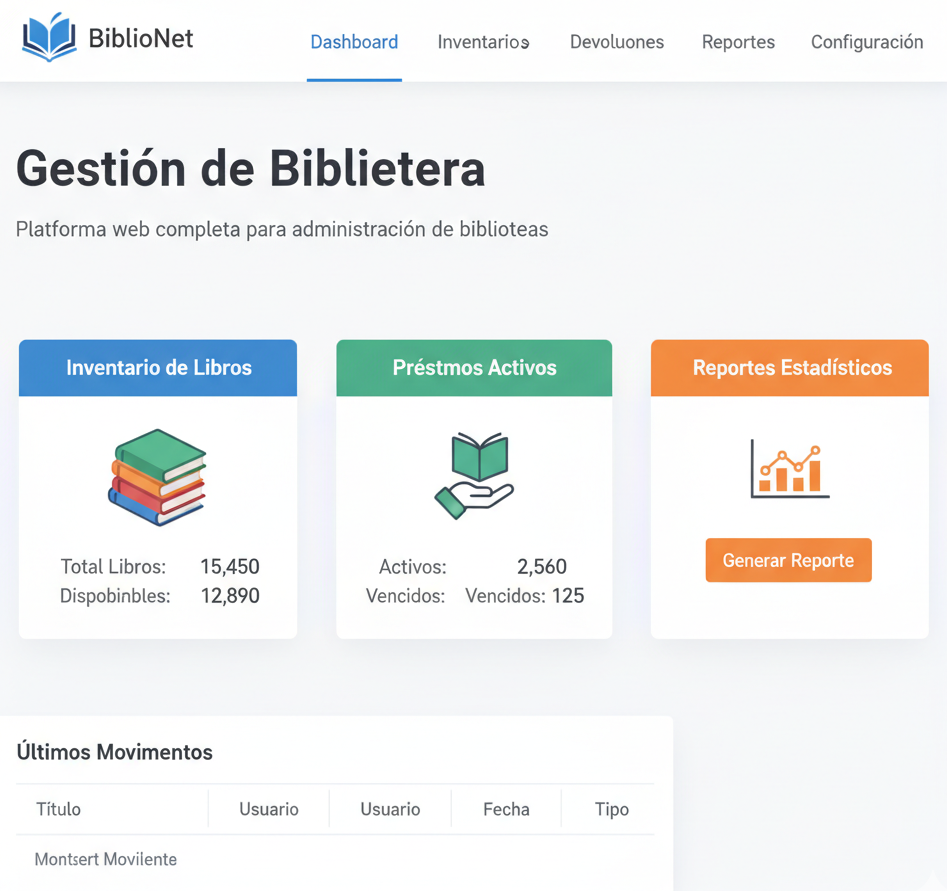 BiblioNet
Dashboard Inventarios Devoluones Reportes Configuración
Gestión de Biblietera
Platforma web completa para administración de biblioteas
Inventario de Libros
Total Libros: 15,450
Dispobinbles: 12,890
Préstmos Activos
Activos: 2,560
Vencidos: Vencidos: 125
Reportes Estadísticos
Generar Reporte
Últimos Movimentos
Título Usuario Usuario Fecha Tipo
Montsert Movilente